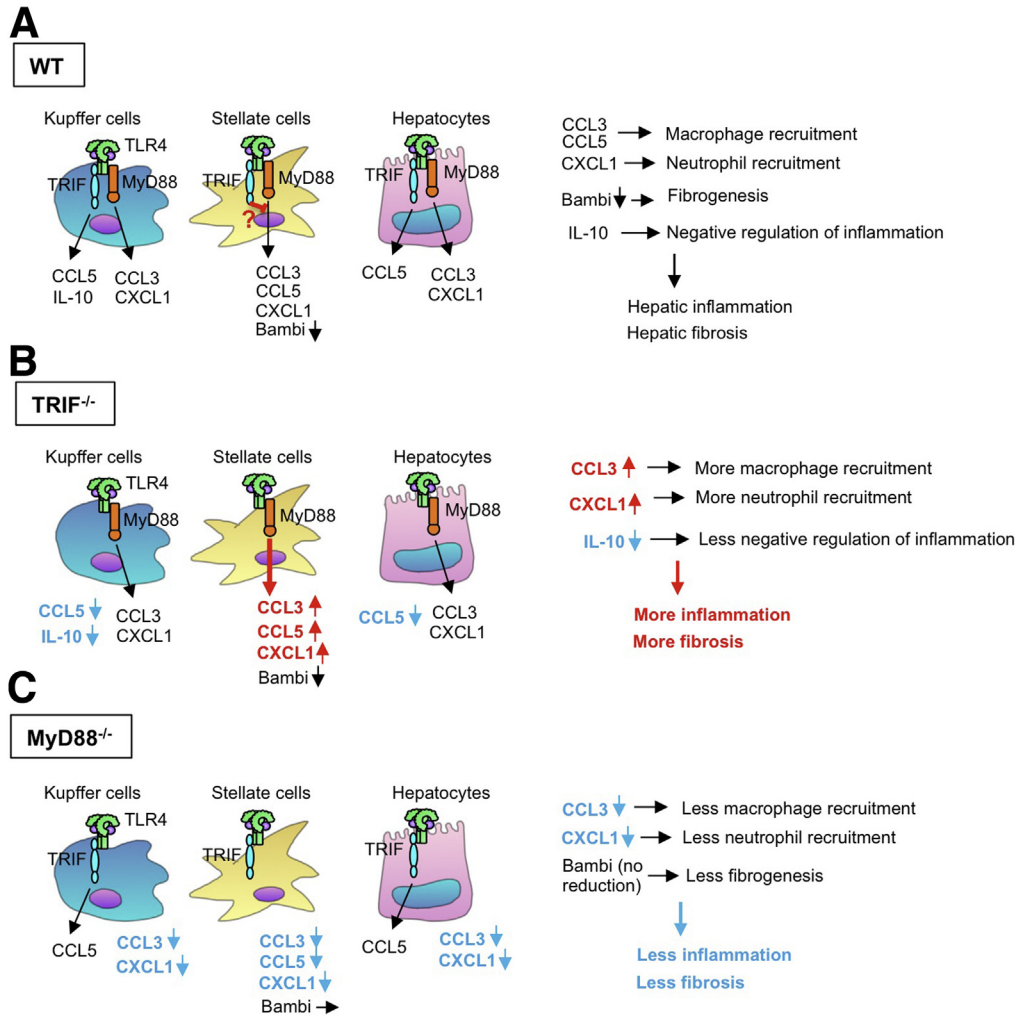 A
WT
Kupffer cells
Stellate cells
Hepatocytes
TLR4
TRIF
MyD88
TRIF
MyD88
TRIF
MyD88
?
CCL5
IL-10
CCL3
CXCL1
CCL3
CCL5
CXCL1
Bambi
CCL5
CCL3
CXCL1
CCL3
CCL5
Macrophage recruitment
CXCL1
Neutrophil recruitment
Bambi
Fibrogenesis
IL-10
Negative regulation of inflammation
Hepatic inflammation
Hepatic fibrosis
B
TRIF-/-
Kupffer cells
Stellate cells
Hepatocytes
TLR4
MyD88
MyD88
MyD88
CCL5
IL-10
CCL3
CXCL1
CCL3
CCL5
CXCL1
Bambi
CCL5
CCL3
CXCL1
CCL3
More macrophage recruitment
CXCL1
More neutrophil recruitment
IL-10
Less negative regulation of inflammation
More inflammation
More fibrosis
C
MyD88-/-
Kupffer cells
Stellate cells
Hepatocytes
TLR4
TRIF
TRIF
TRIF
CCL5
CCL3
CXCL1
CCL3
CCL5
CXCL1
Bambi
CCL5
CCL3
CXCL1
CCL3
Less macrophage recruitment
CXCL1
Less neutrophil recruitment
Bambi (no
reduction)
Less fibrogenesis
Less inflammation
Less fibrosis